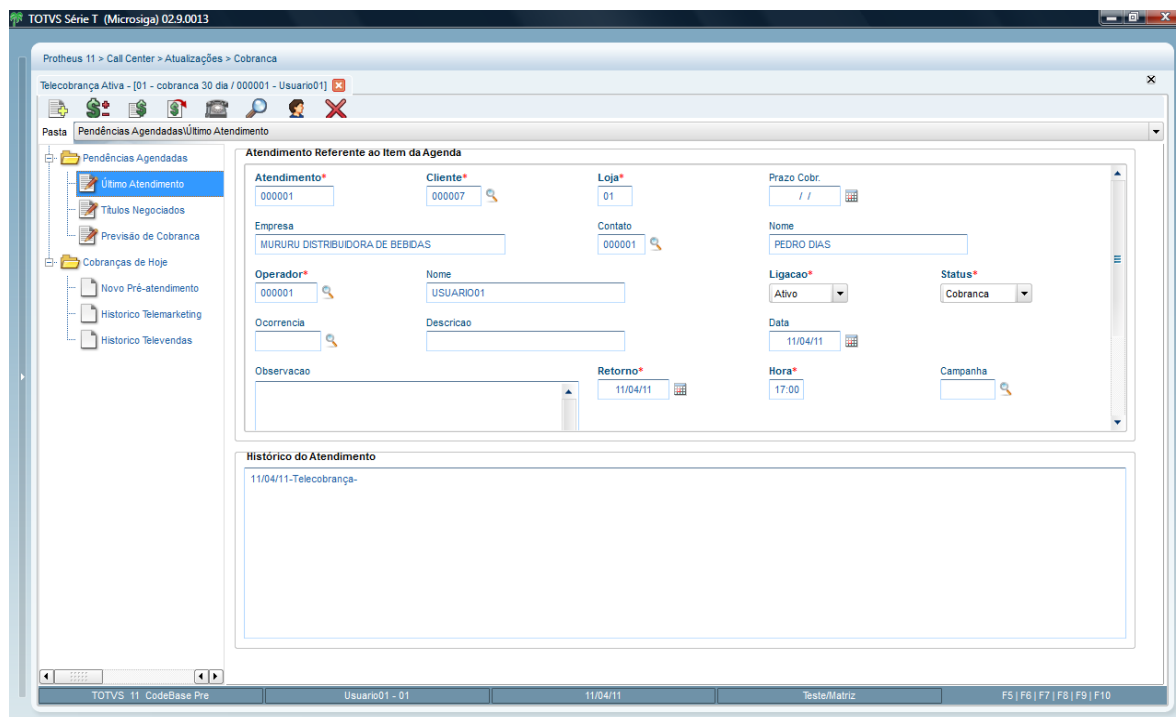 TOTVS Série T (Microsiga) 02.9.0013
Protheus 11 > Call Center > Atualizações > Cobranca
Telecobrança Ativa - [01 - cobranca 30 dia / 000001 - Usuario01]
Pasta Pendências Agendadas\Último Atendimento
Pendências Agendadas
Último Atendimento
Títulos Negociados
Previsão de Cobranca
Cobranças de Hoje
Novo Pré-atendimento
Historico Telemarketing
Historico Televendas
Atendimento Referente ao Item da Agenda
Atendimento* Cliente* Loja* Prazo Cobr.
000001 000007 01 / /
Empresa Contato Nome
MURURU DISTRIBUIDORA DE BEBIDAS 000001 PEDRO DIAS
Operador* Nome Ligacao* Status*
000001 USUARIO01 Ativo Cobranca
Ocorrencia Descricao Data
11/04/11
Observacao Retorno* Hora* Campanha
11/04/11 17:00
Histórico do Atendimento
11/04/11-Telecobrança-
TOTVS 11 CodeBase Pre Usuario01 - 01 11/04/11 Teste/Matriz F5 | F6 | F7 | F8 | F9 | F10